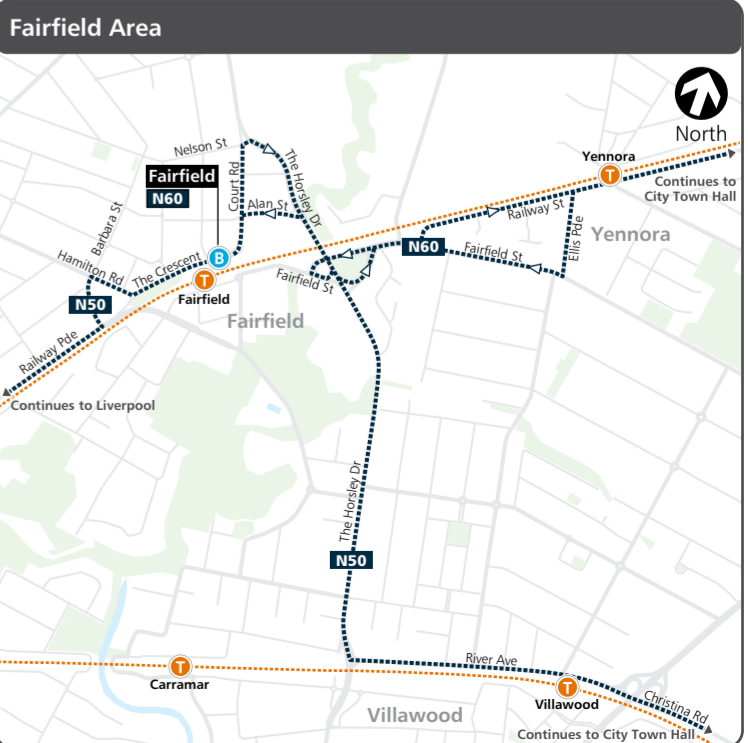 Fairfield Area
North
Nelson St
The Horsley Dr
Court Rd
Fairfield
N60
Alan St
Yennora
Continues to
City Town Hall
Railway St
Ellis Pde
Yennora
Barbara St
Hamilton Rd
The Crescent
B
T
Fairfield
N50
Fairfield St
N60
Fairfield St
T
Fairfield
Railway Pde
Continues to Liverpool
The Horsley Dr
N50
T
Carramar
River Ave
T
Villawood
Christina Rd
Villawood
Continues to City Town Hall